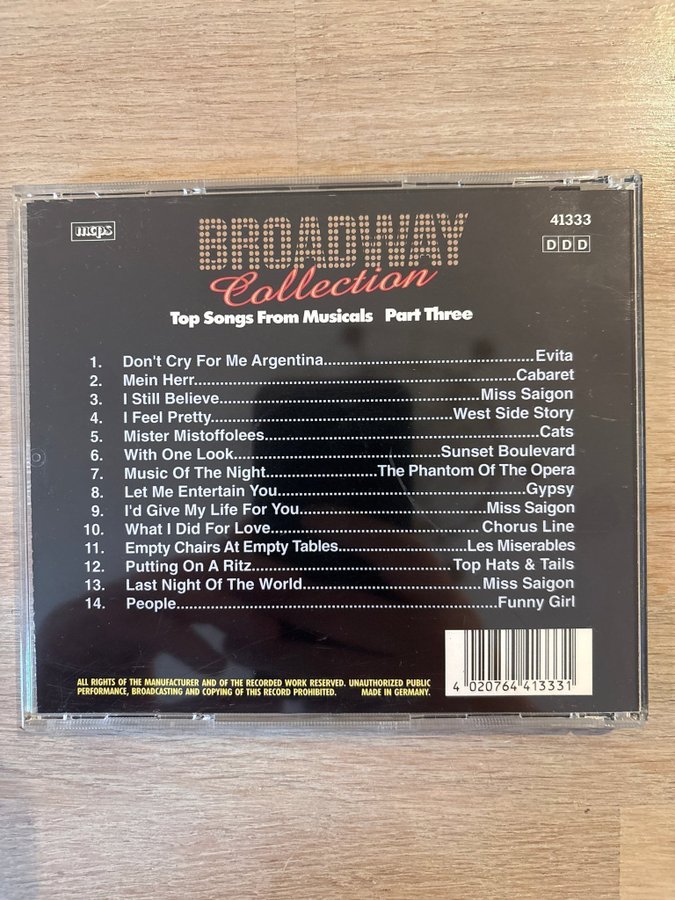 mcps
BROADWAY
41333
DDD
Collection
Top Songs From Musicals Part Three
1. Don't Cry For Me Argentina..........................................Evita
2. Mein Herr..........................................Cabaret
3. I Still Believe..........................................Miss Saigon
4. I Feel Pretty..........................................West Side Story
5. Mister Mistoffolees..........................................Cats
6. With One Look..........................................Sunset Boulevard
7. Music Of The Night......................The Phantom Of The Opera
8. Let Me Entertain You..........................................Gypsy
9. I'd Give My Life For You..................................Miss Saigon
10. What I Did For Love..........................................Chorus Line
11. Empty Chairs At Empty Tables..........................Les Miserables
12. Putting On A Ritz..........................................Top Hats & Tails
13. Last Night Of The World..................................Miss Saigon
14. People..........................................Funny Girl
ALL RIGHTS OF THE MANUFACTURER AND OF THE RECORDED WORK RESERVED. UNAUTHORIZED PUBLIC
PERFORMANCE, BROADCASTING AND COPYING OF THIS RECORD PROHIBITED. MADE IN GERMANY.
4 020764 413331